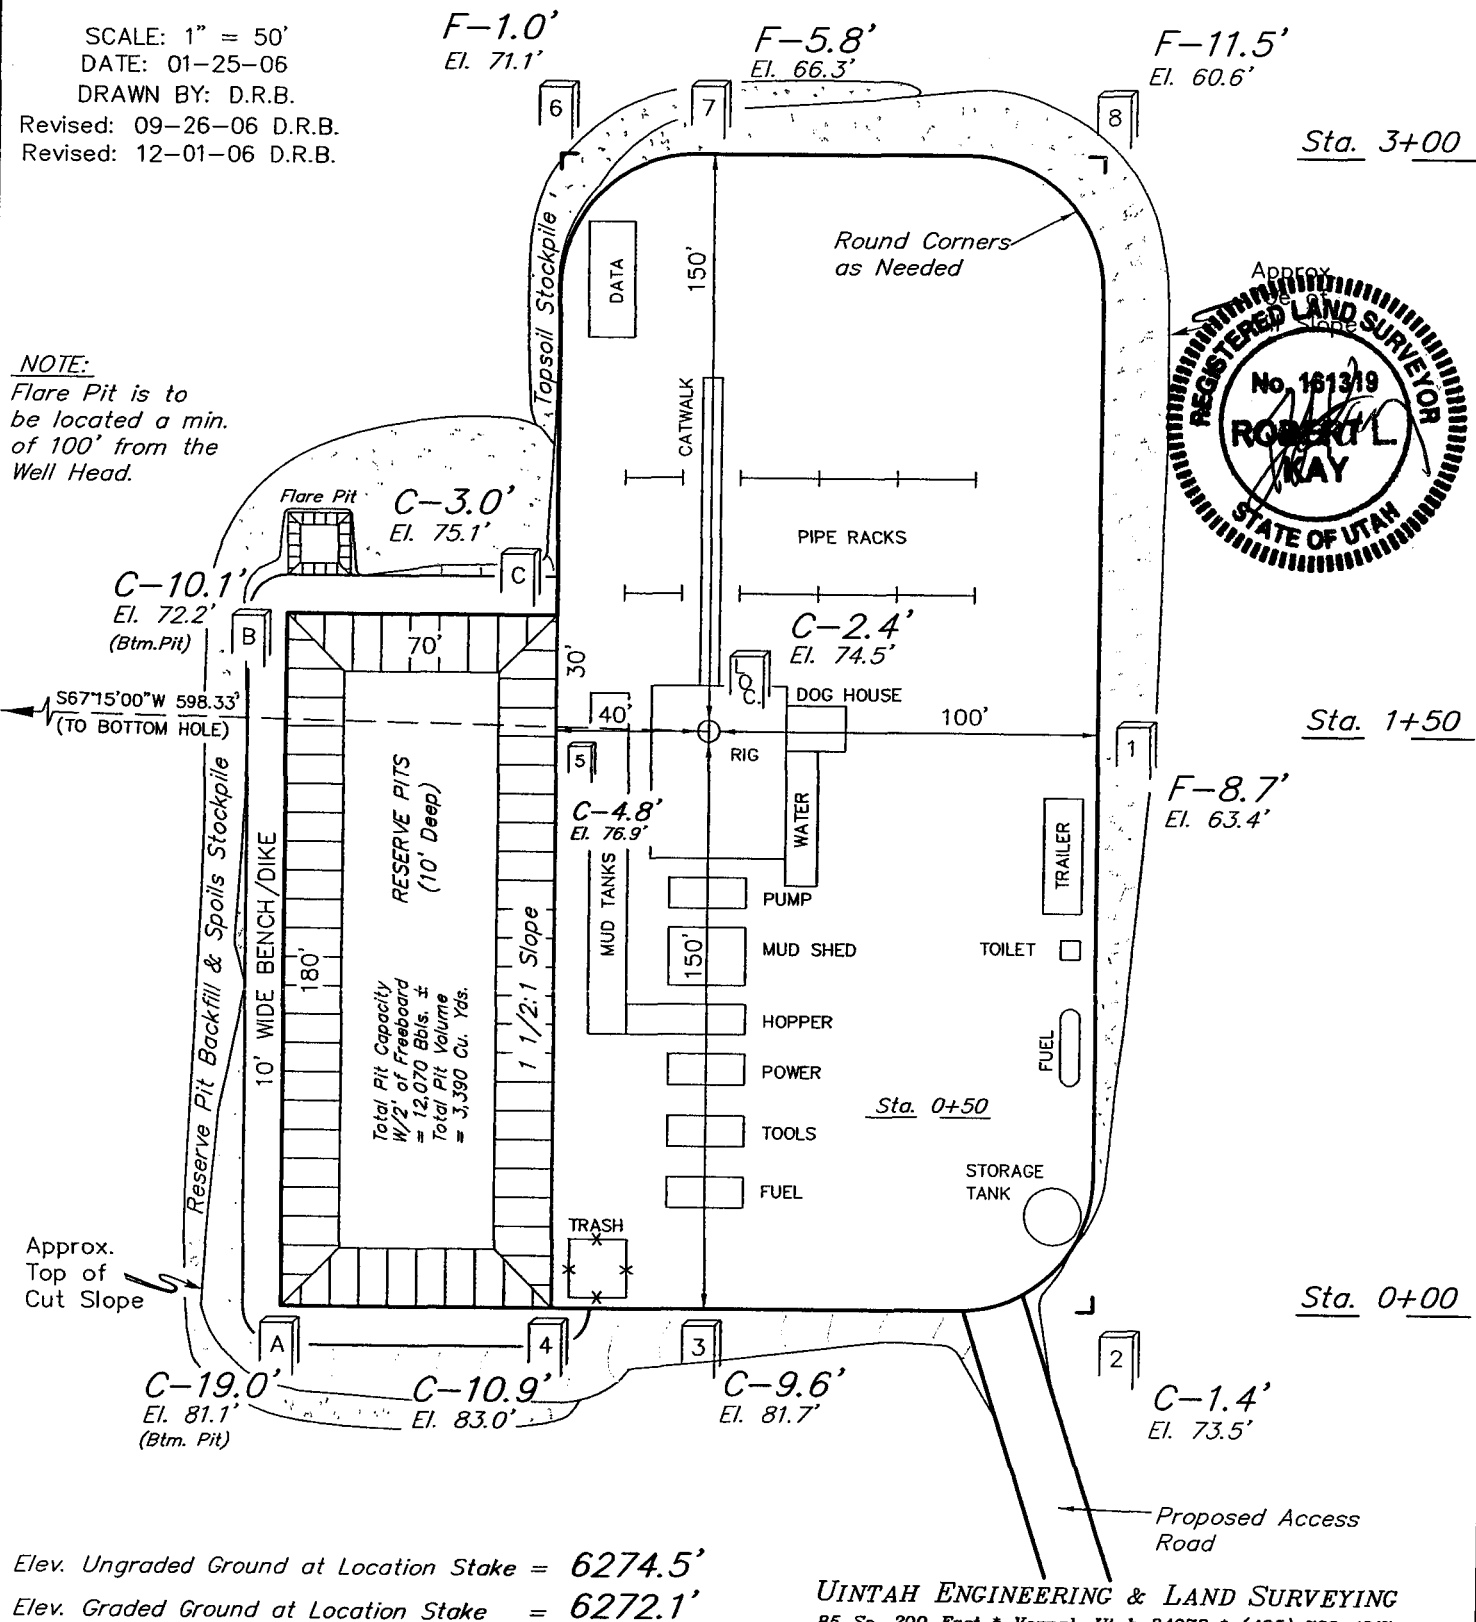 SCALE: 1" = 50'
DATE: 01-25-06
DRAWN BY: D.R.B.
Revised: 09-26-06 D.R.B.
Revised: 12-01-06 D.R.B.
F-1.0'
El. 71.1'
F-5.8'
El. 66.3'
F-11.5'
El. 60.6'
6
7
8
Sta. 3+00
Topsoil Stockpile
DATA
150'
Round Corners
as Needed
Approx.
Slope
REGISTERED LAND SURVEYOR
No. 161319
ROBERT L.
KAY
STATE OF UTAH
NOTE:
Flare Pit is to
be located a min.
of 100' from the
Well Head.
CATWALK
Flare Pit
C-3.0'
El. 75.1'
PIPE RACKS
C
C-10.1'
El. 72.2'
(Btm.Pit)
B
70'
30'
C-2.4'
El. 74.5'
LOC.
DOG HOUSE
S67°15'00"W 598.33'
(TO BOTTOM HOLE)
40'
100'
RIG
Sta. 1+50
1
5
F-8.7'
El. 63.4'
C-4.8'
El. 76.9'
RESERVE PITS
(10' Deep)
WATER
TRAILER
MUD TANKS
Reserve Pit Backfill & Spoils Stockpile
10' WIDE BENCH/DIKE
180'
1 1/2:1 Slope
Total Pit Capacity
W/2' of Freeboard
= 12,070 Bbls. ±
Total Pit Volume
= 3,390 Cu. Yds.
PUMP
150'
MUD SHED
TOILET
HOPPER
FUEL
POWER
Sta. 0+50
TOOLS
STORAGE
TANK
FUEL
TRASH
Approx.
Top of
Cut Slope
Sta. 0+00
A
4
3
2
C-19.0'
El. 81.1'
(Btm. Pit)
C-10.9'
El. 83.0'
C-9.6'
El. 81.7'
C-1.4'
El. 73.5'
Proposed Access
Road
Elev. Ungraded Ground at Location Stake = 6274.5'
Elev. Graded Ground at Location Stake = 6272.1'
UINTAH ENGINEERING & LAND SURVEYING